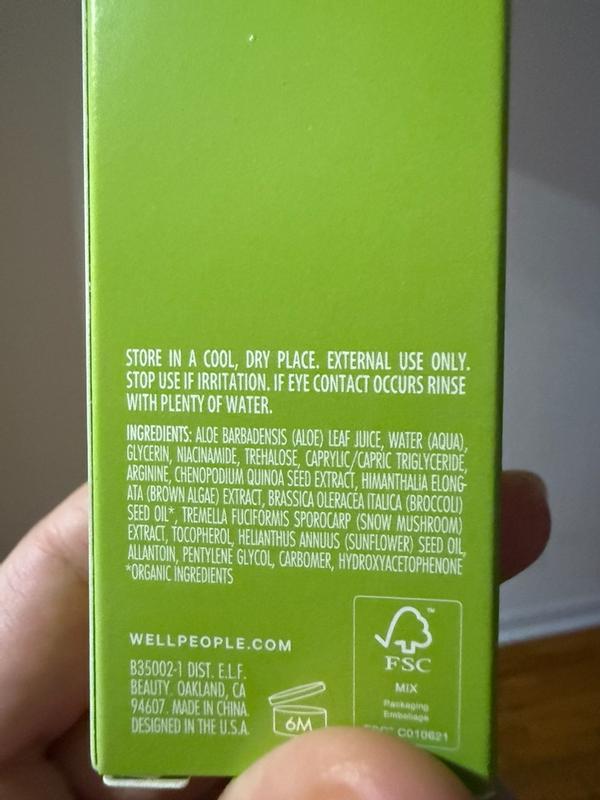 STORE IN A COOL, DRY PLACE. EXTERNAL USE ONLY.
STOP USE IF IRRITATION. IF EYE CONTACT OCCURS RINSE
WITH PLENTY OF WATER.
INGREDIENTS: ALOE BARBADENSIS (ALOE) LEAF JUICE, WATER (AQUA),
GLYCERIN, NIACINAMIDE, TREHALOSE, CAPRYLIC/CAPRIC TRIGLYCERIDE,
ARGININE, CHENOPODIUM QUINOA SEED EXTRACT, HIMANTHALIA ELONG-
ATA (BROWN ALGAE) EXTRACT, BRASSICA OLERACEA ITALICA (BROCCOLI)
SEED OIL*, TREMELLA FUCIFORMIS SPOROCARP (SNOW MUSHROOM)
EXTRACT, TOCOPHEROL, HELIANTHUS ANNUUS (SUNFLOWER) SEED OIL,
ALLANTOIN, PENTYLENE GLYCOL, CARBOMER, HYDROXYACETOPHENONE
*ORGANIC INGREDIENTS
WELLPEOPLE.COM
B35002-1 DIST. E.L.F.
BEAUTY. OAKLAND, CA
94607. MADE IN CHINA.
DESIGNED IN THE U.S.A.
6M
™
FSC
MIX
Packaging
Emballage
C010621